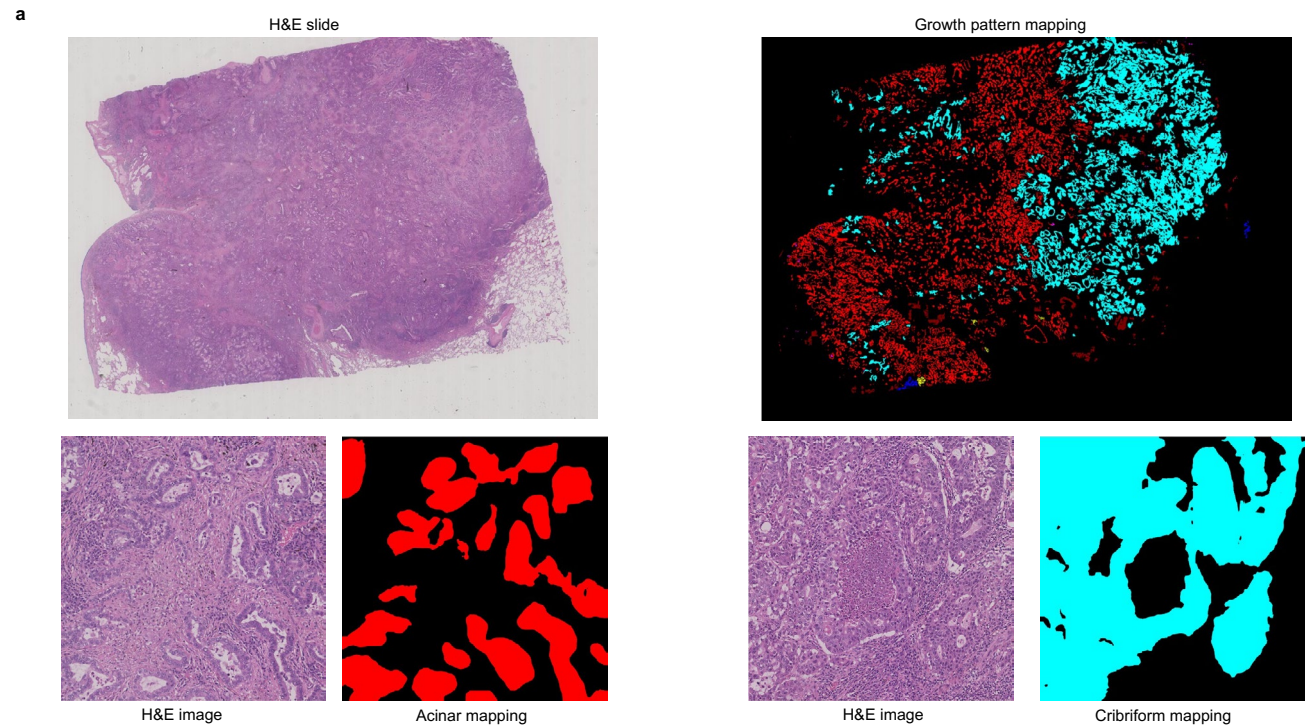 a
H&E slide
Growth pattern mapping
H&E image
Acinar mapping
H&E image
Cribriform mapping